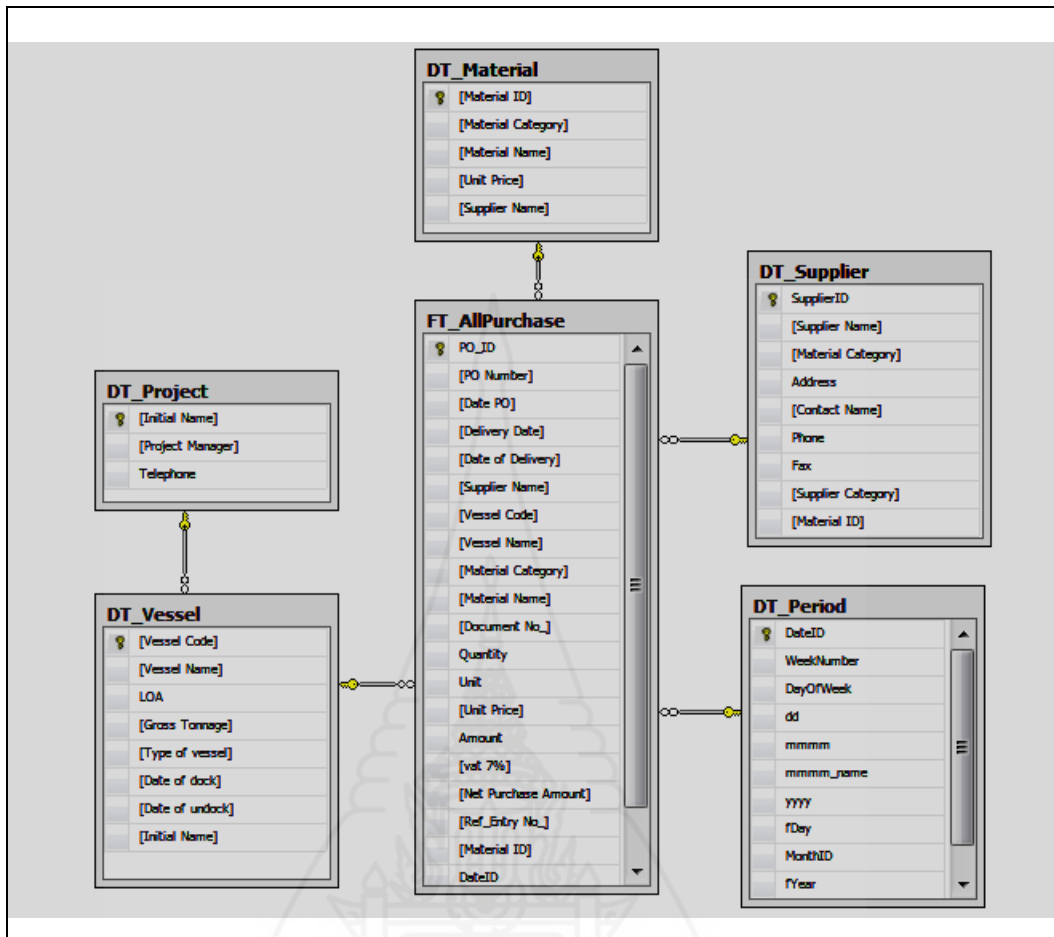 DT_Material
[Material ID]
[Material Category]
[Material Name]
[Unit Price]
[Supplier Name]
DT_Supplier
SupplierID
[Supplier Name]
[Material Category]
Address
[Contact Name]
Phone
Fax
[Supplier Category]
[Material ID]
FT_AllPurchase
PO_ID
[PO Number]
[Date PO]
[Delivery Date]
[Date of Delivery]
[Supplier Name]
[Vessel Code]
[Vessel Name]
[Material Category]
[Material Name]
[Document No_]
Quantity
Unit
[Unit Price]
Amount
[vat 7%]
[Net Purchase Amount]
[Ref_Entry No_]
[Material ID]
DateID
DT_Project
[Initial Name]
[Project Manager]
Telephone
DT_Vessel
[Vessel Code]
[Vessel Name]
LOA
[Gross Tonnage]
[Type of vessel]
[Date of dock]
[Date of undock]
[Initial Name]
DT_Period
DateID
WeekNumber
DayOfWeek
dd
mmmm
mmmm_name
yyyy
fDay
MonthID
fYear